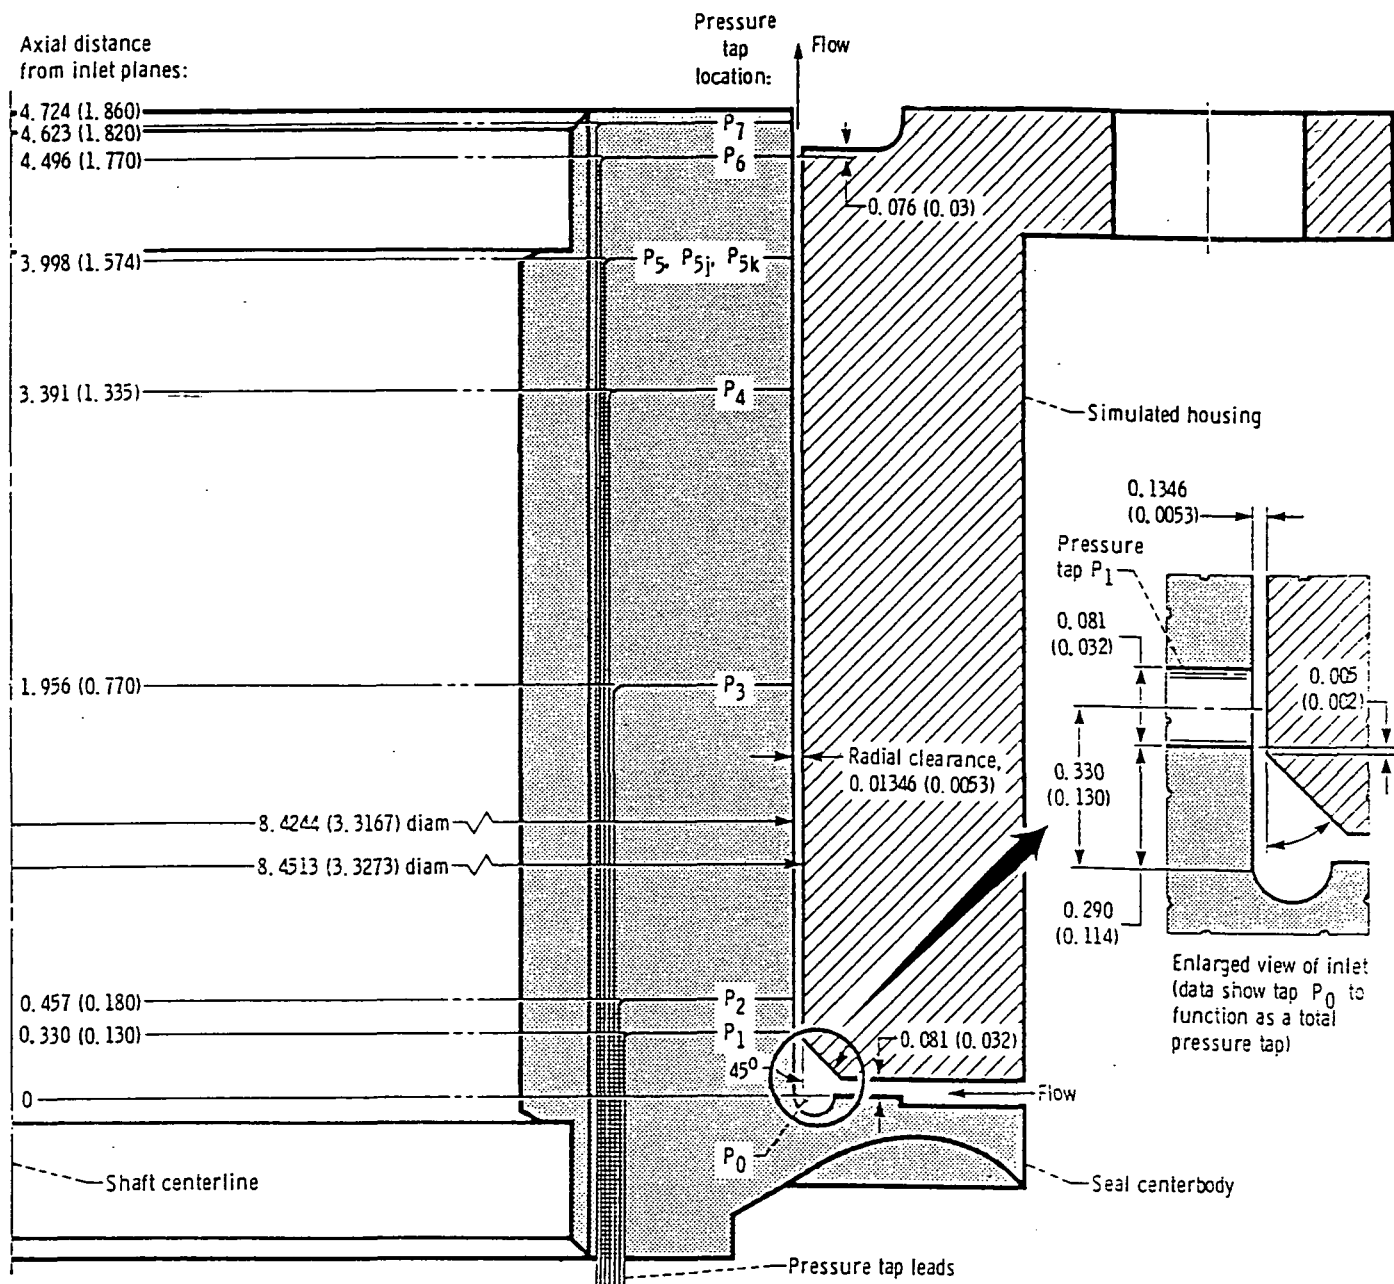 Axial distance
from inlet planes:
Pressure
tap
location:
Flow
4.724 (1.860)
4.623 (1.820)
4.496 (1.770)
P7
P6
0.076 (0.03)
3.998 (1.574)
P5, P5j, P5k
3.391 (1.335)
P4
Simulated housing
0.1346
(0.0053)
Pressure
tap P1
0.081
(0.032)
0.005
(0.002)
1.956 (0.770)
P3
Radial clearance,
0.01346 (0.0053)
0.330
(0.130)
8.4244 (3.3167) diam
8.4513 (3.3273) diam
0.290
(0.114)
Enlarged view of inlet
(data show tap P0 to
function as a total
pressure tap)
0.457 (0.180)
P2
0.330 (0.130)
P1
0.081 (0.032)
45°
0
Flow
P0
Shaft centerline
Seal centerbody
Pressure tap leads